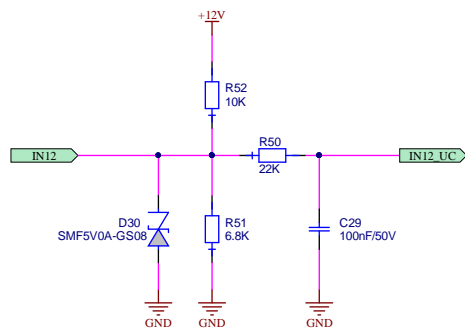 +12V
R52
10K
R50
IN12
IN12_UC
22K
D30
SMF5V0A-GS08
R51
6.8K
C29
100nF/50V
GND
GND
GND